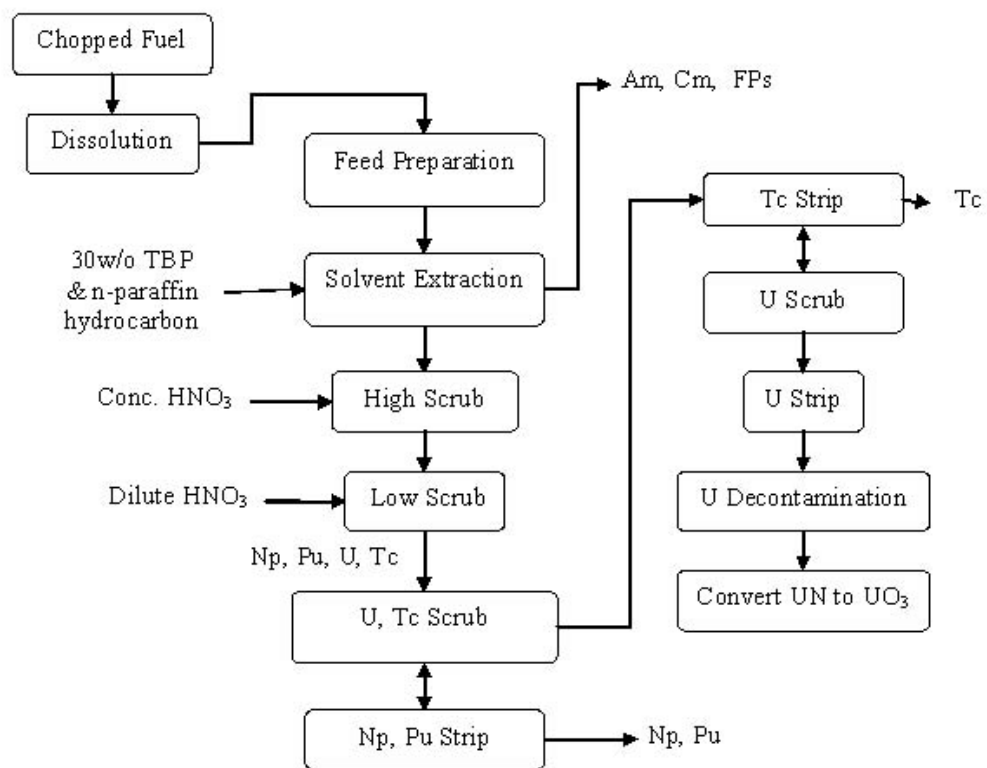 Chopped Fuel
Dissolution
Feed Preparation
Am, Cm, FPs
30w/o TBP
& n-paraffin
hydrocarbon
Solvent Extraction
Conc. HNO₃
High Scrub
Dilute HNO₃
Low Scrub
Np, Pu, U, Tc
U, Tc Scrub
Np, Pu Strip
Np, Pu
Tc Strip
Tc
U Scrub
U Strip
U Decontamination
Convert UN to UO₃